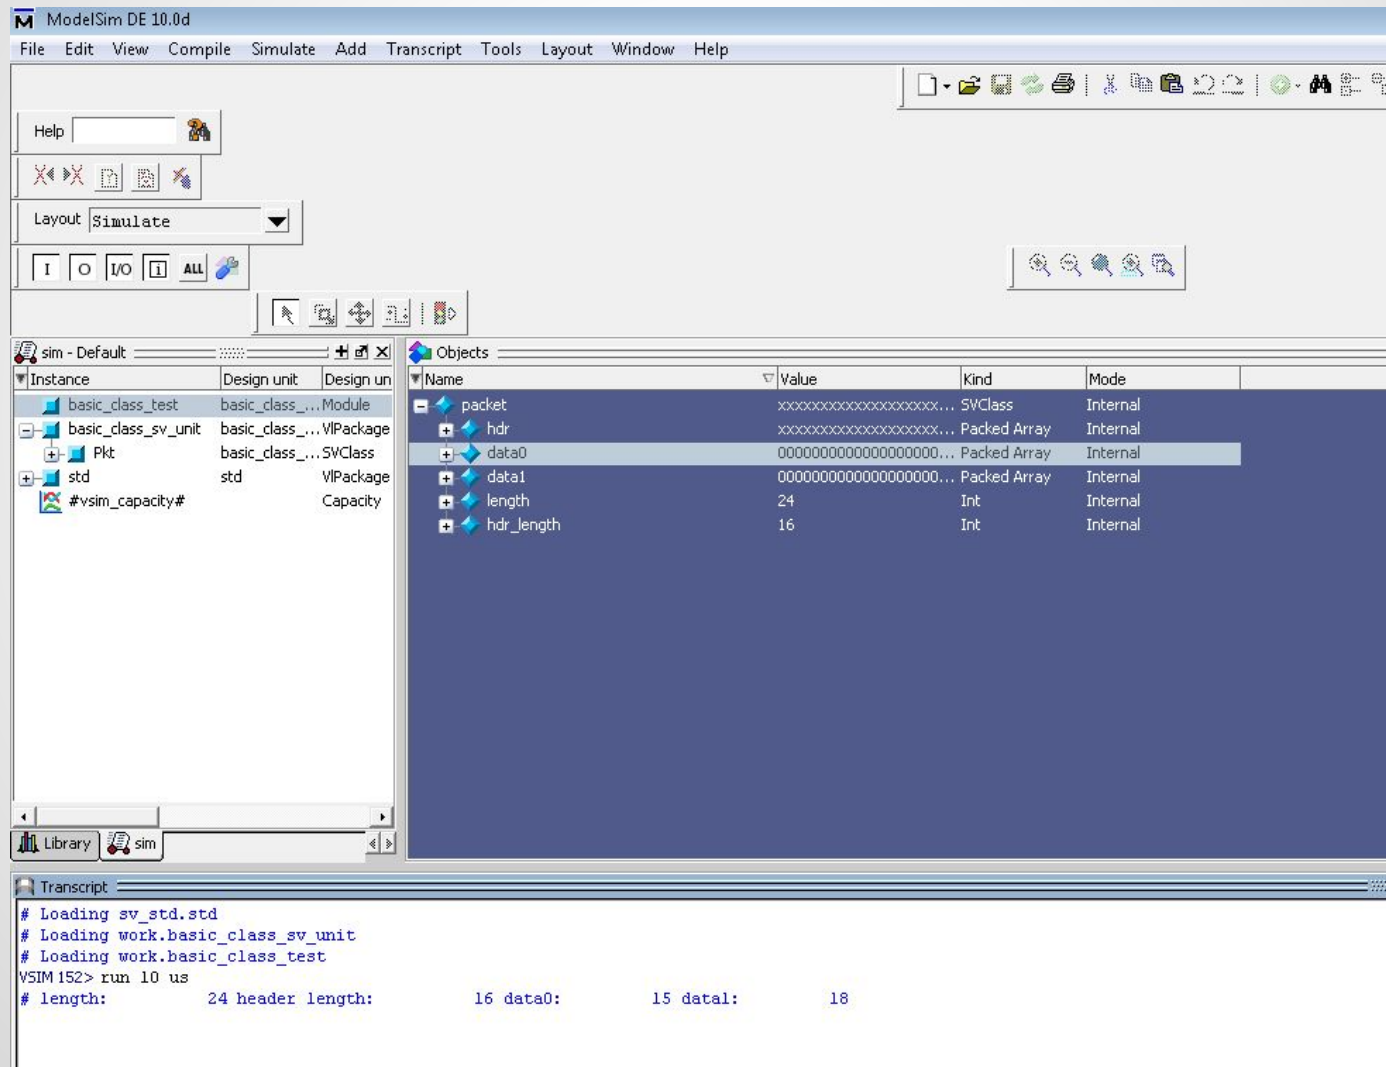 ModelSim DE 10.0d
File Edit View Compile Simulate Add Transcript Tools Layout Window Help
Help
Layout Simulate
I O I/O i ALL
sim - Default
Instance Design unit Design un
basic_class_test basic_class_... Module
basic_class_sv_unit basic_class_... VlPackage
Pkt basic_class_... SVClass
std std VlPackage
#vsim_capacity# Capacity
Library sim
Objects
Name Value Kind Mode
packet xxxxxxxxxxxxxxxxxxx... SVClass Internal
hdr xxxxxxxxxxxxxxxxxxx... Packed Array Internal
data0 0000000000000000000... Packed Array Internal
data1 0000000000000000000... Packed Array Internal
length 24 Int Internal
hdr_length 16 Int Internal
Transcript
# Loading sv_std.std
# Loading work.basic_class_sv_unit
# Loading work.basic_class_test
VSIM 152> run 10 us
# length: 24 header length: 16 data0: 15 data1: 18